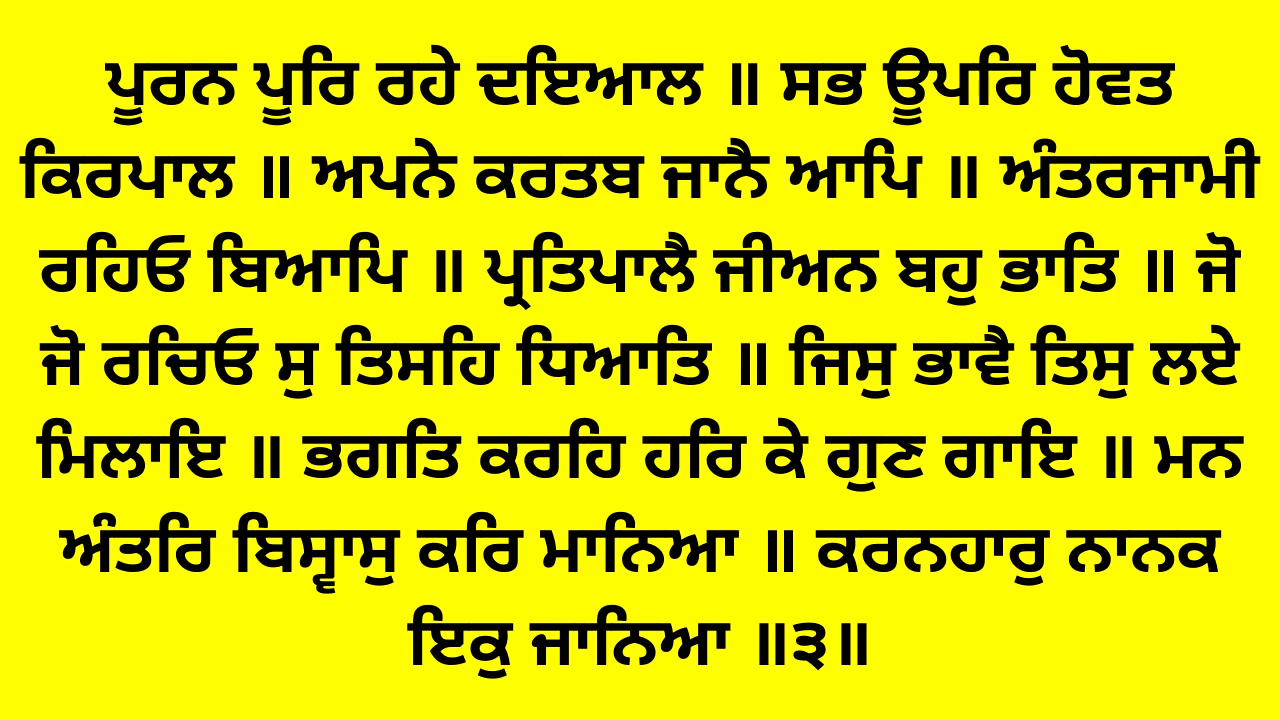 ਪੂਰਨ ਪੂਰਿ ਰਹੇ ਦਇਆਲ ॥ ਸਭ ਊਪਰਿ ਹੋਵਤ
ਕਿਰਪਾਲ ॥ ਅਪਨੇ ਕਰਤਬ ਜਾਨੈ ਆਪਿ ॥ ਅੰਤਰਜਾਮੀ
ਰਹਿਓ ਬਿਆਪਿ ॥ ਪ੍ਰਤਿਪਾਲੈ ਜੀਅਨ ਬਹੁ ਭਾਤਿ ॥ ਜੋ
ਜੋ ਰਚਿਓ ਸੁ ਤਿਸਹਿ ਧਿਆਤਿ ॥ ਜਿਸੁ ਭਾਵੈ ਤਿਸੁ ਲਏ
ਮਿਲਾਇ ॥ ਭਗਤਿ ਕਰਹਿ ਹਰਿ ਕੇ ਗੁਣ ਗਾਇ ॥ ਮਨ
ਅੰਤਰਿ ਬਿਸ੍ਵਾਸੁ ਕਰਿ ਮਾਨਿਆ ॥ ਕਰਨਹਾਰੁ ਨਾਨਕ
ਇਕੁ ਜਾਨਿਆ ॥੩॥